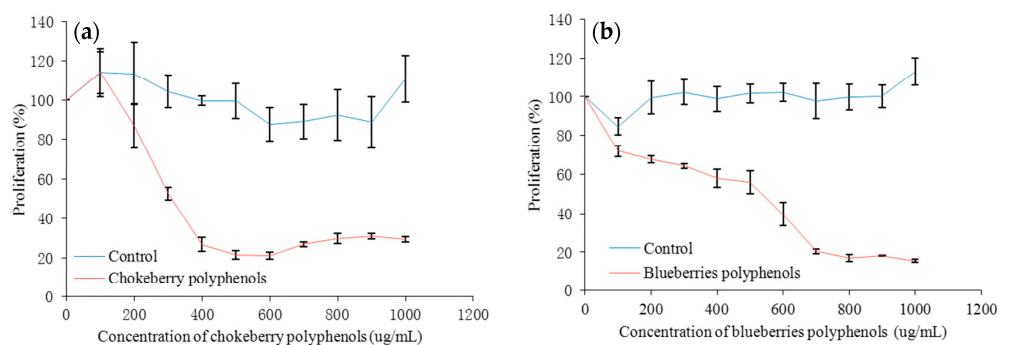 (a)
140
120
100
80
60
40
20
0
Proliferation (%)
Control
Chokeberry polyphenols
0 200 400 600 800 1000 1200
Concentration of chokeberry polyphenols (ug/mL)
(b)
140
120
100
80
60
40
20
0
Proliferation (%)
Control
Blueberries polyphenols
0 200 400 600 800 1000 1200
Concentration of blueberries polyphenols (ug/mL)